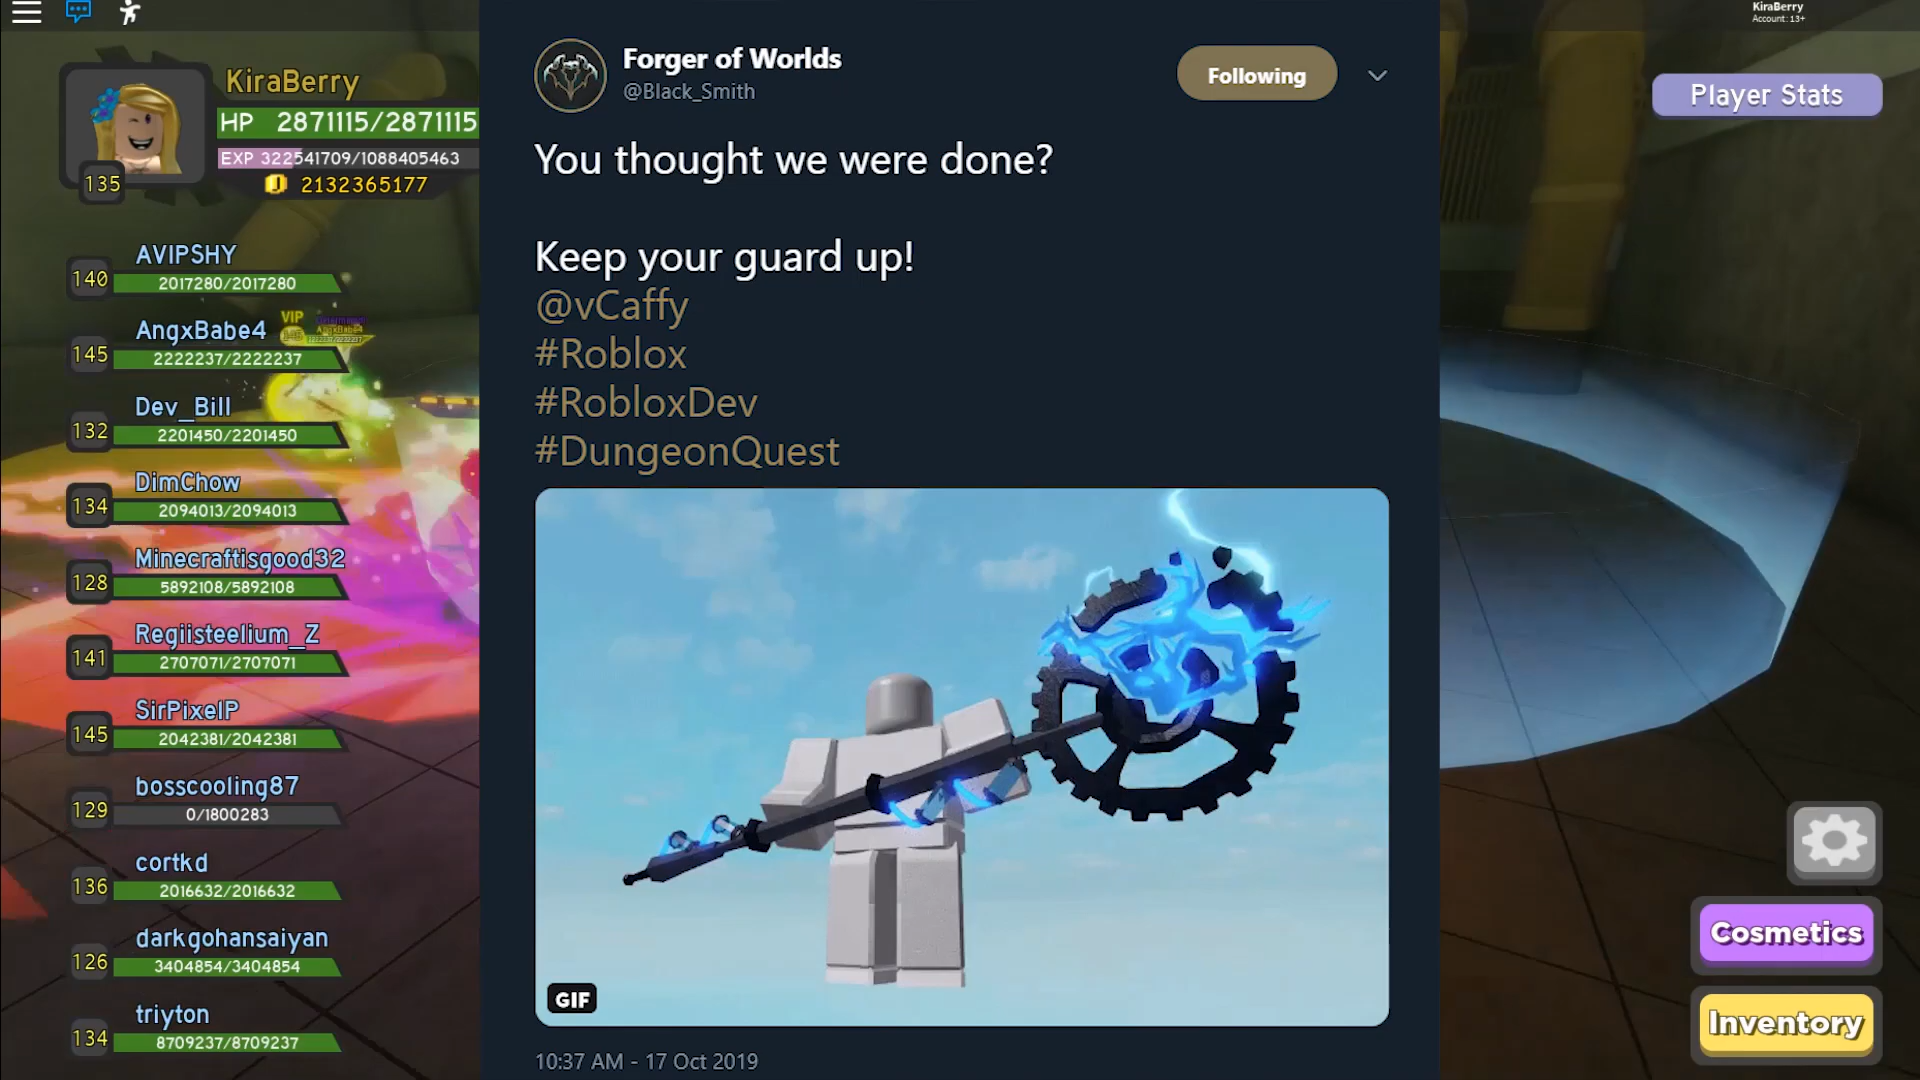 KiraBerry
Account: 13+
KiraBerry
HP 2871115/2871115
EXP 322541709/1088405463
135
2132365177
Player Stats
AVIPSHY
140
2017280/2017280
AngxBabe4
VIP
145
2222237/2222237
Dev_Bill
132
2201450/2201450
DimChow
134
2094013/2094013
Minecraftisgood32
128
5892108/5892108
Regiisteelium_Z
141
2707071/2707071
SirPixelP
145
2042381/2042381
bosscooling87
129
0/1800283
cortkd
136
2016632/2016632
darkgohansaiyan
126
3404854/3404854
triyton
134
8709237/8709237
Forger of Worlds
@Black_Smith
Following
You thought we were done?
Keep your guard up!
@vCaffy
#Roblox
#RobloxDev
#DungeonQuest
GIF
10:37 AM - 17 Oct 2019
Cosmetics
Inventory